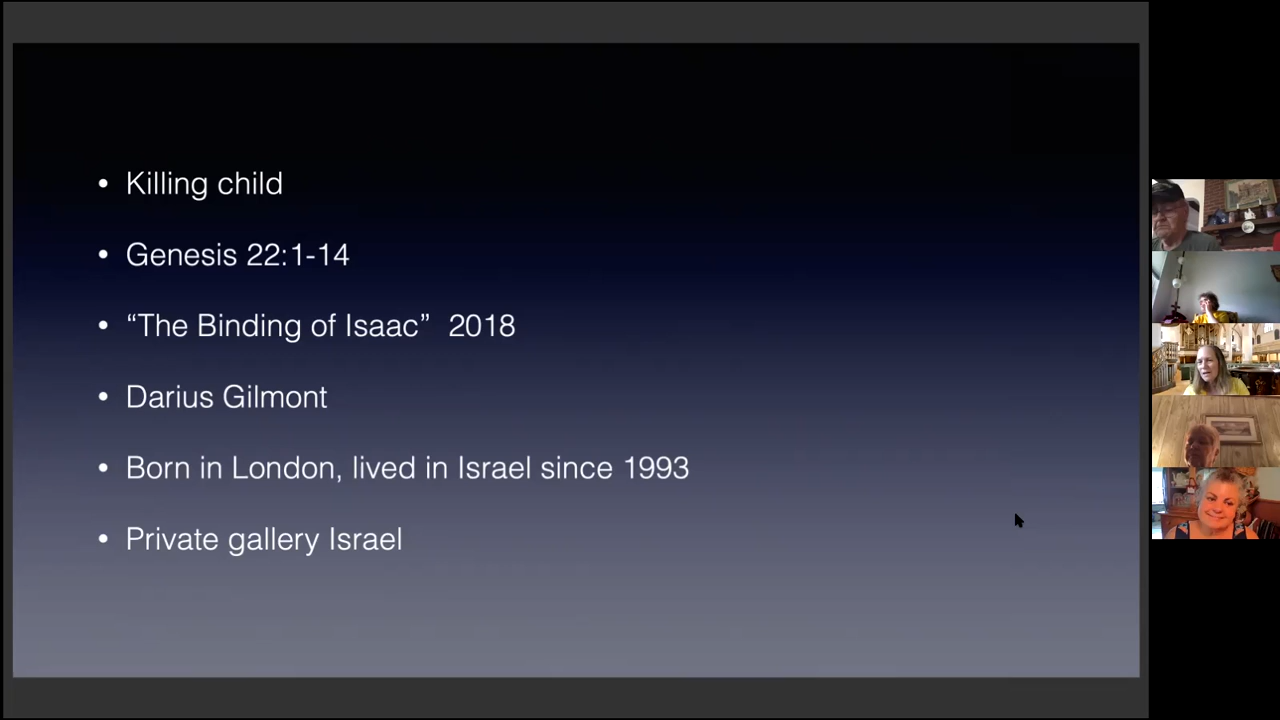 • Killing child
• Genesis 22:1-14
• “The Binding of Isaac”  2018
• Darius Gilmont
• Born in London, lived in Israel since 1993
• Private gallery Israel